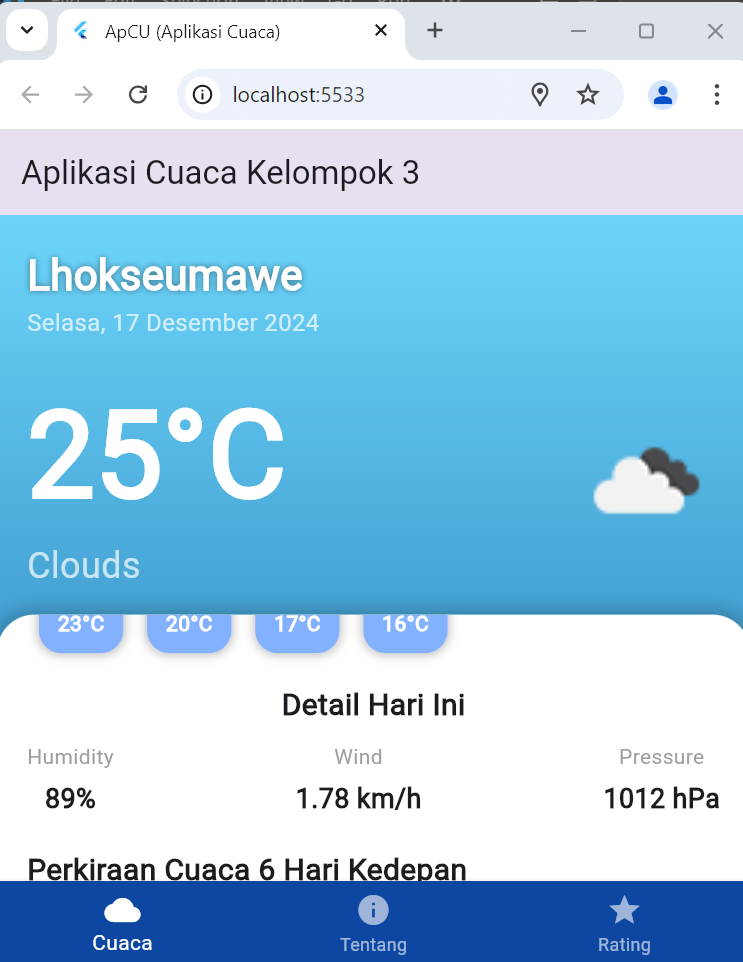 ApCU (Aplikasi Cuaca)
localhost:5533
Aplikasi Cuaca Kelompok 3
Lhokseumawe
Selasa, 17 Desember 2024
25°C
Clouds
23°C 20°C 17°C 16°C
Detail Hari Ini
Humidity Wind Pressure
89% 1.78 km/h 1012 hPa
Perkiraan Cuaca 6 Hari Kedepan
Cuaca Tentang Rating